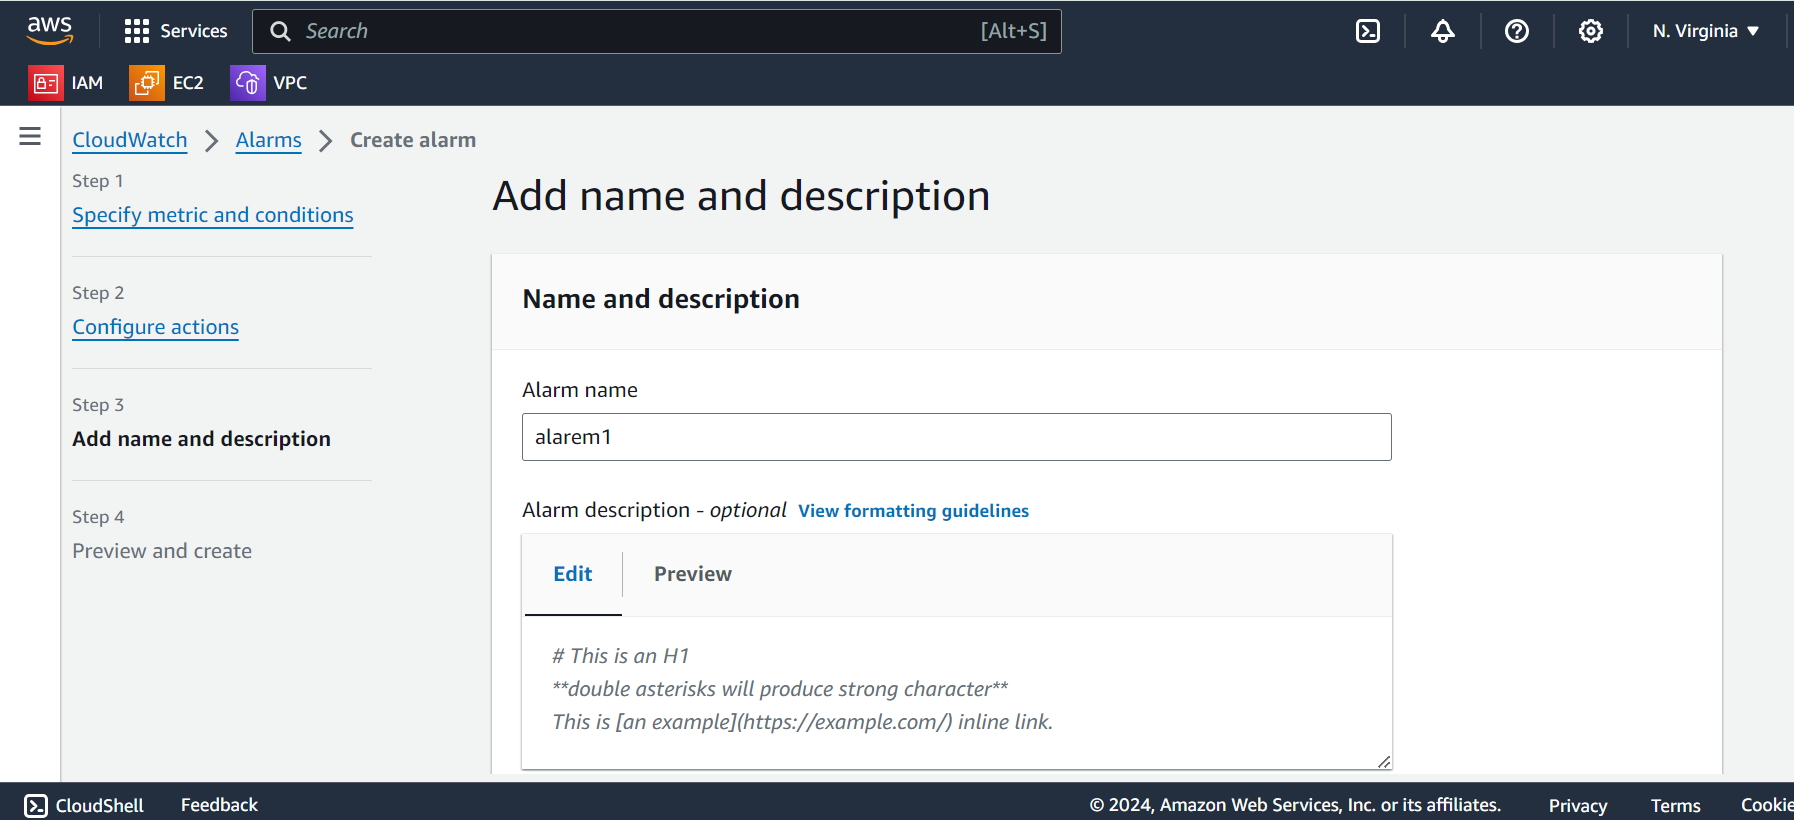 aws
Services
Search [Alt+S]
N. Virginia
IAM EC2 VPC
CloudWatch Alarms Create alarm
Step 1
Specify metric and conditions
Step 2
Configure actions
Step 3
Add name and description
Step 4
Preview and create
Add name and description
Name and description
Alarm name
alarem1
Alarm description - optional View formatting guidelines
Edit Preview
# This is an H1
**double asterisks will produce strong character**
This is [an example](https://example.com/) inline link.
CloudShell Feedback © 2024, Amazon Web Services, Inc. or its affiliates. Privacy Terms Cookie